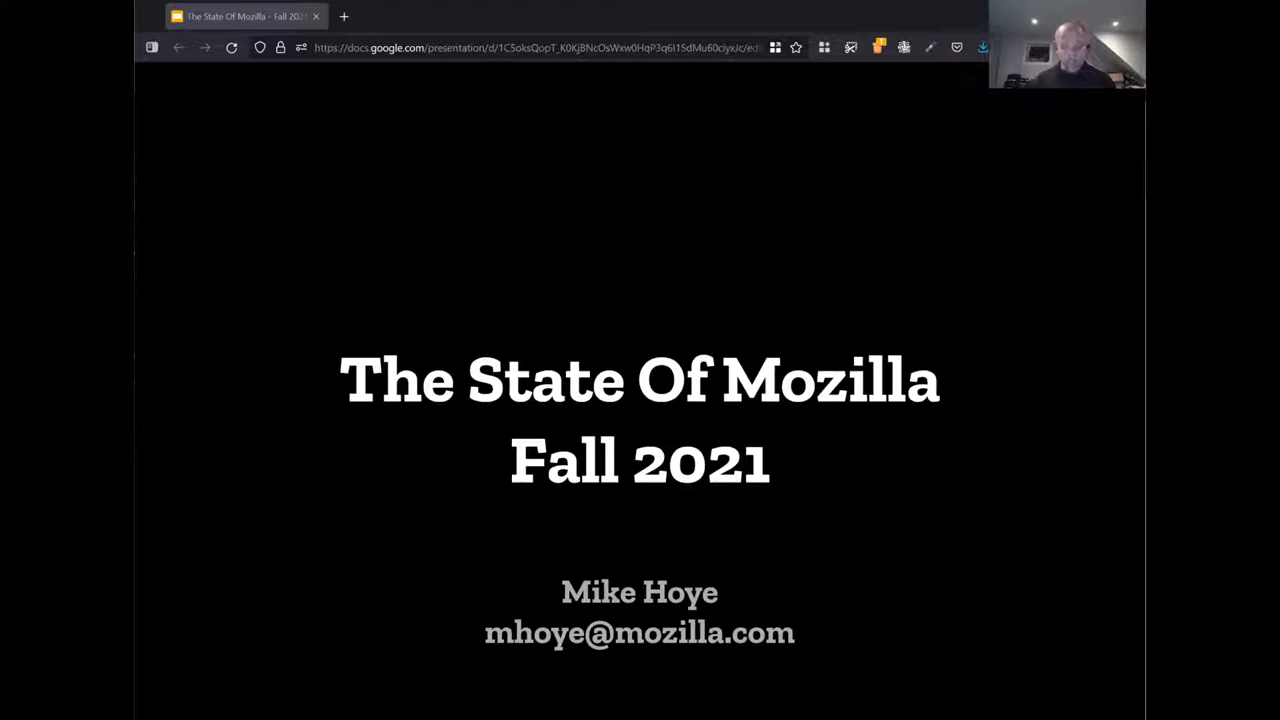 The State Of Mozilla - Fall 2021
https://docs.google.com/presentation/d/1C5oksQopT_K0KjBNcOsWxw0HqP3q6I15dMu60ciyxJc/ed
The State Of Mozilla
Fall 2021
Mike Hoye
mhoye@mozilla.com